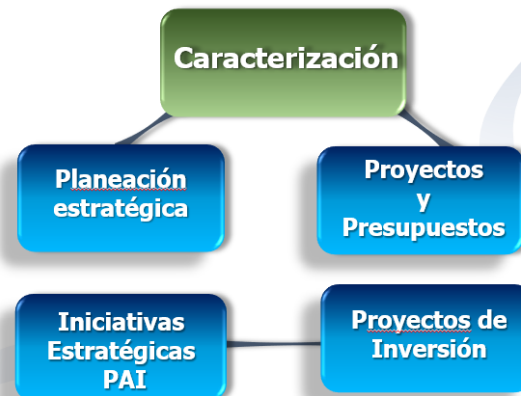 Caracterización
Planeación
estratégica
Proyectos
y
Presupuestos
Iniciativas
Estratégicas
PAI
Proyectos de
Inversión